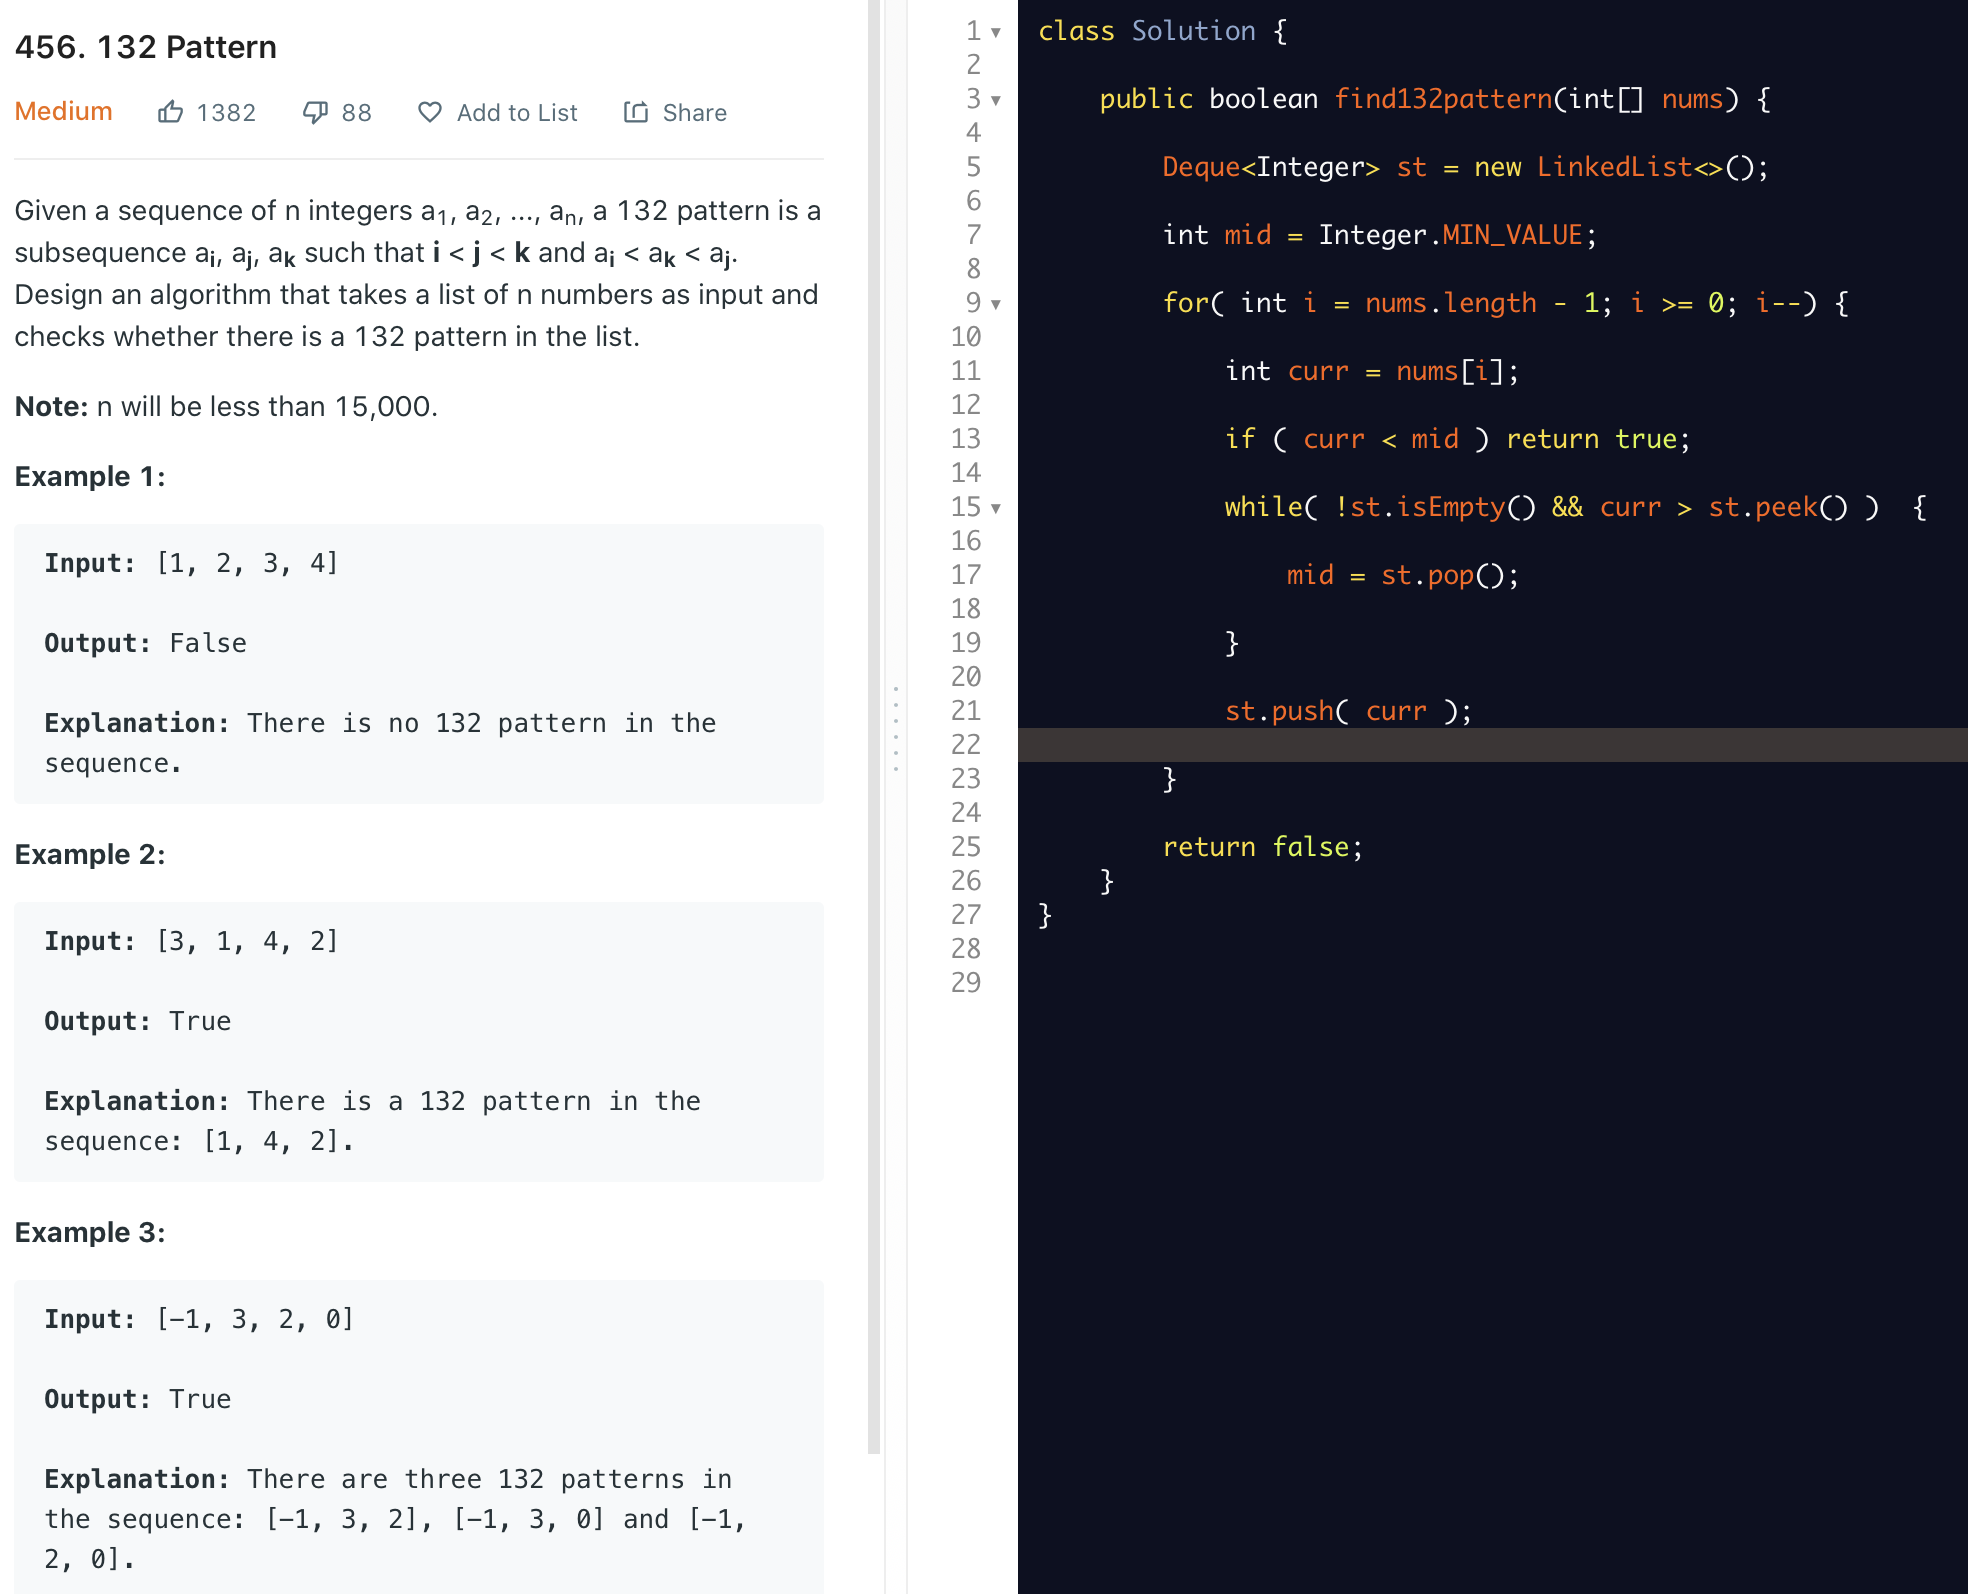 456. 132 Pattern
Medium 1382 88 Add to List Share
Given a sequence of n integers a1, a2, ..., an, a 132 pattern is a
subsequence ai, aj, ak such that i < j < k and ai < ak < aj.
Design an algorithm that takes a list of n numbers as input and
checks whether there is a 132 pattern in the list.
Note: n will be less than 15,000.
Example 1:
Input: [1, 2, 3, 4]
Output: False
Explanation: There is no 132 pattern in the
sequence.
Example 2:
Input: [3, 1, 4, 2]
Output: True
Explanation: There is a 132 pattern in the
sequence: [1, 4, 2].
Example 3:
Input: [-1, 3, 2, 0]
Output: True
Explanation: There are three 132 patterns in
the sequence: [-1, 3, 2], [-1, 3, 0] and [-1,
2, 0].
1 class Solution {
2
3 public boolean find132pattern(int[] nums) {
4
5 Deque<Integer> st = new LinkedList<>();
6
7 int mid = Integer.MIN_VALUE;
8
9 for( int i = nums.length - 1; i >= 0; i--) {
10
11 int curr = nums[i];
12
13 if ( curr < mid ) return true;
14
15 while( !st.isEmpty() && curr > st.peek() )  {
16
17 mid = st.pop();
18
19 }
20
21 st.push( curr );
22
23 }
24
25 return false;
26 }
27 }
28
29